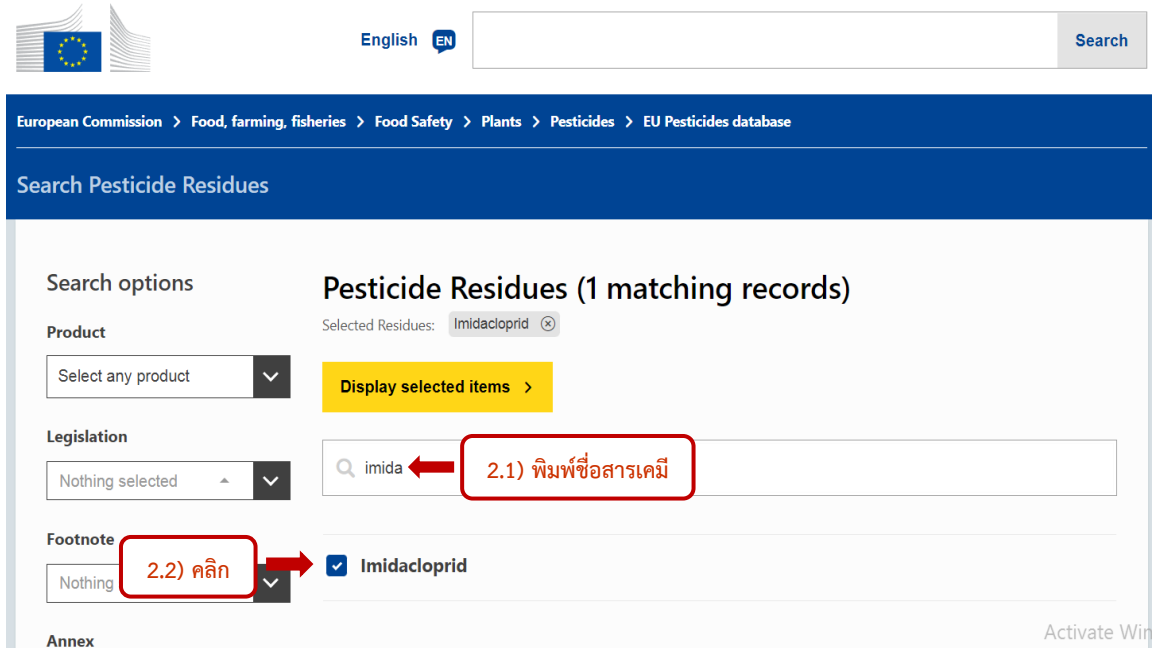 English EN
Search
European Commission > Food, farming, fisheries > Food Safety > Plants > Pesticides > EU Pesticides database
Search Pesticide Residues
Search options
Product
Select any product
Legislation
Nothing selected
Footnote
Nothing
Annex
Pesticide Residues (1 matching records)
Selected Residues: Imidacloprid
Display selected items >
imida
2.1) พิมพ์ชื่อสารเคมี
2.2) คลิก
Imidacloprid
Activate Win